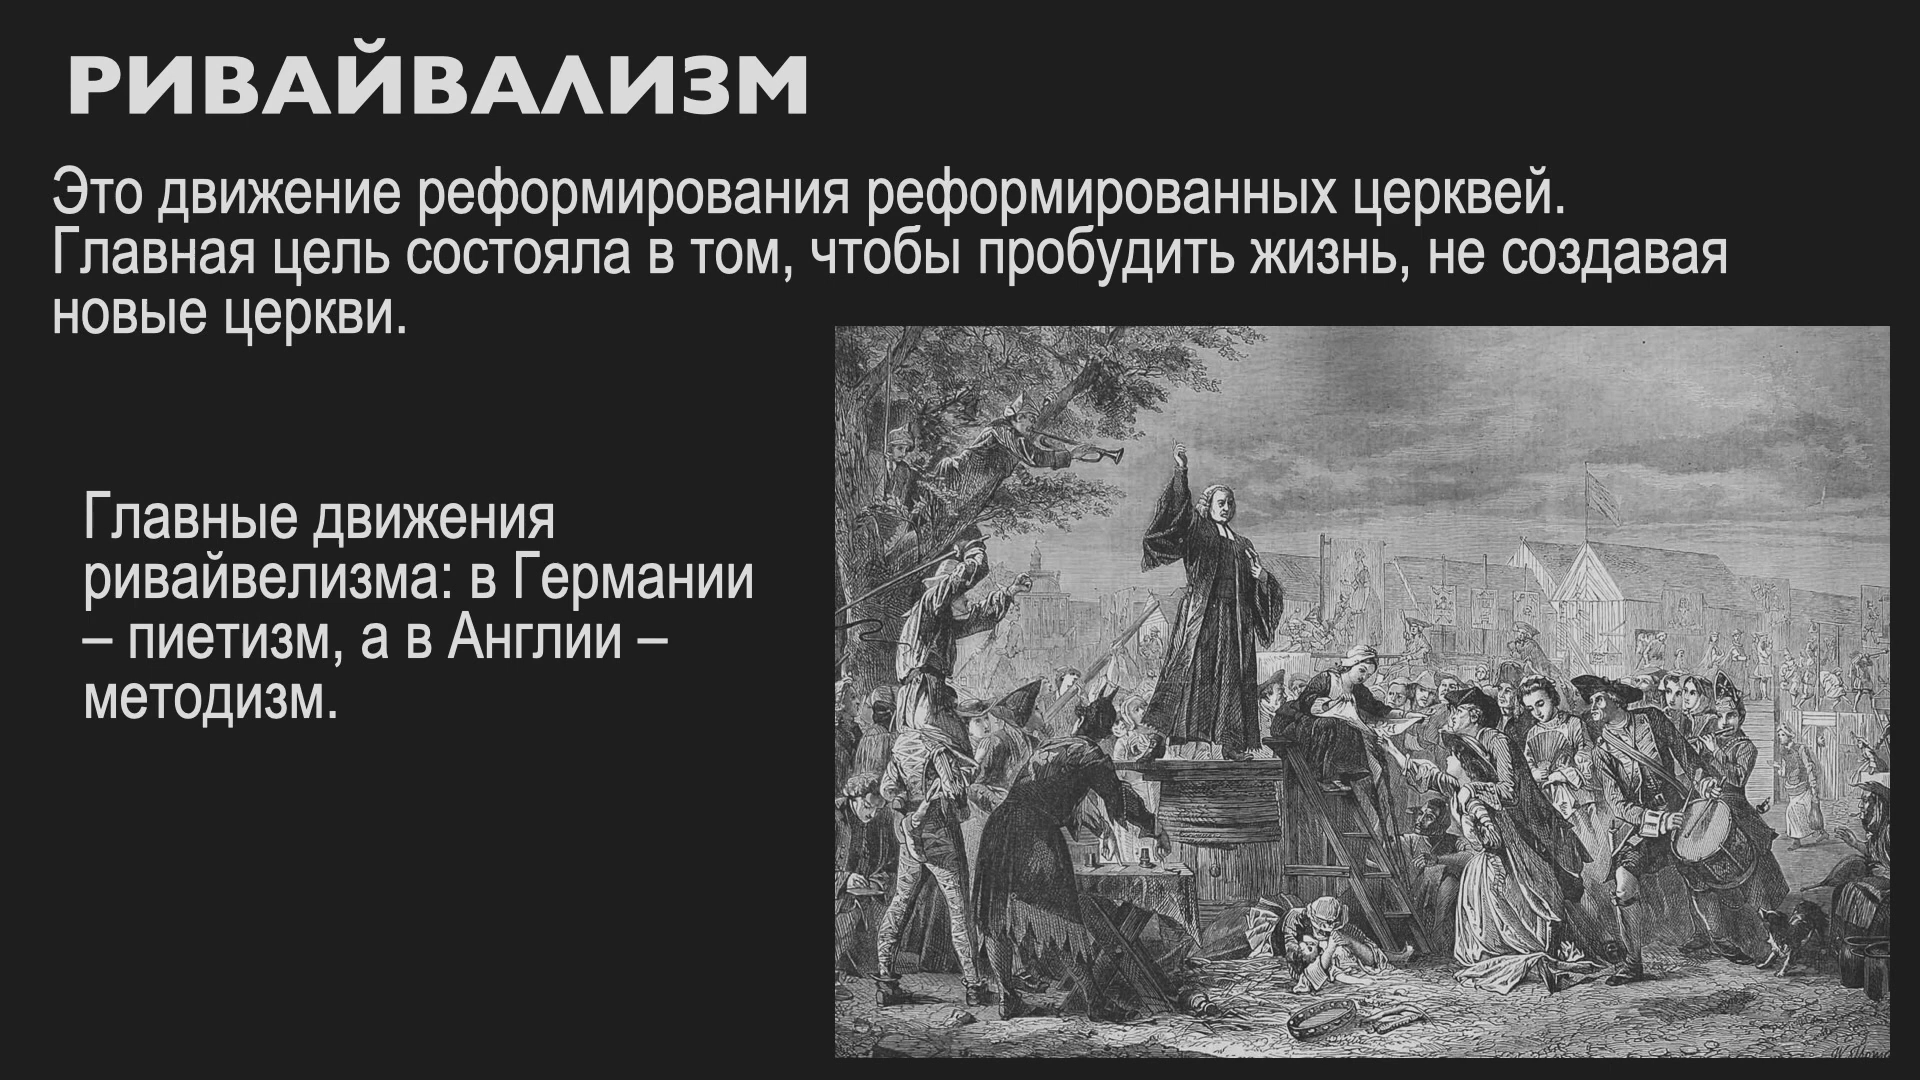 РИВАЙВАЛИЗМ
Это движение реформирования реформированных церквей.
Главная цель состояла в том, чтобы пробудить жизнь, не создавая
новые церкви.
Главные движения
ривайвелизма: в Германии
– пиетизм, а в Англии –
методизм.